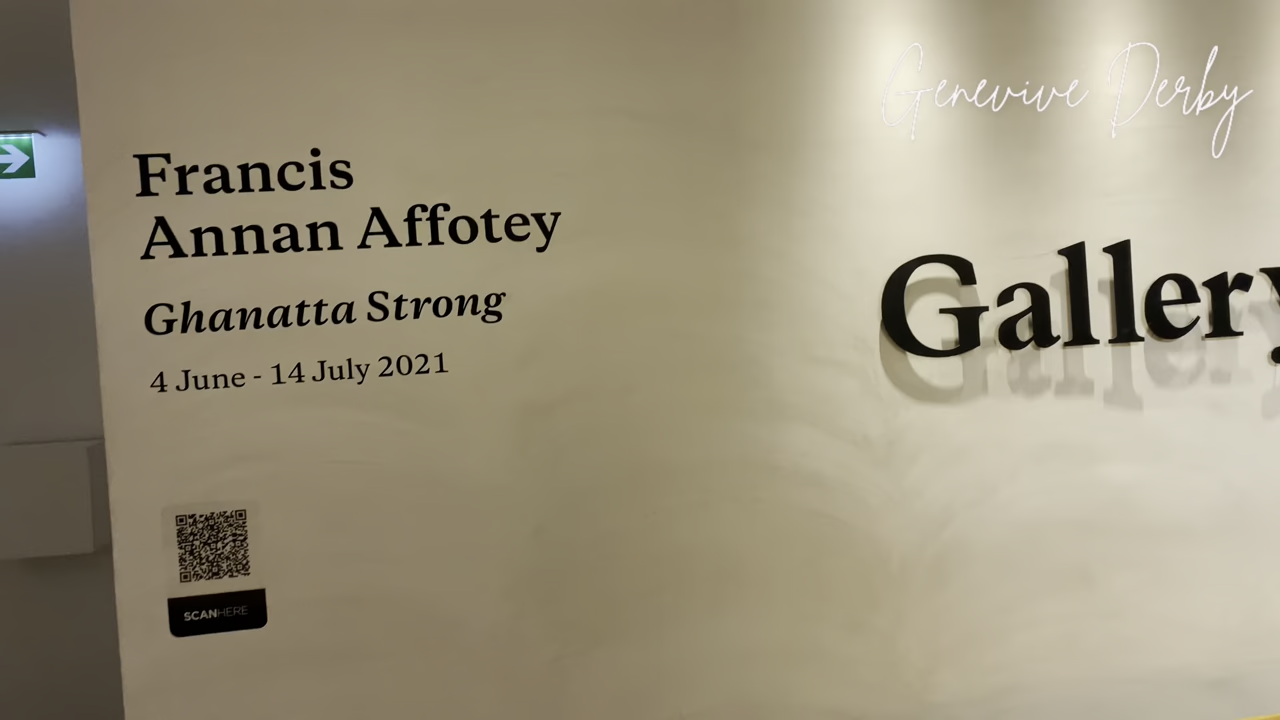 Francis
Annan Affotey
Ghanatta Strong
4 June - 14 July 2021
SCANHERE
Genevive Derby
Gallery